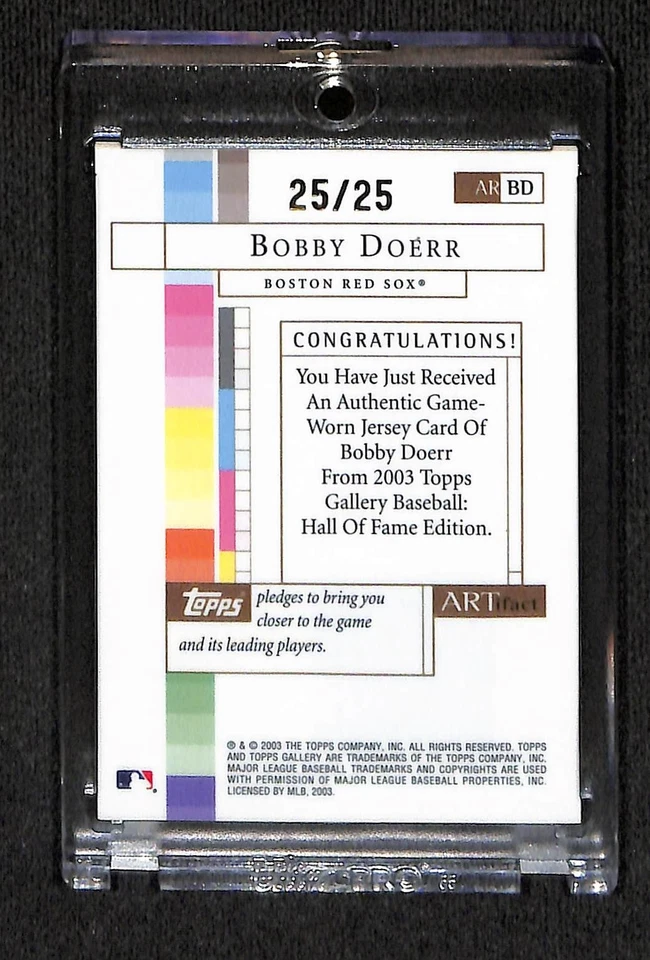 25/25
AR BD
BOBBY DOERR
BOSTON RED SOX®
CONGRATULATIONS!
You Have Just Received
An Authentic Game-
Worn Jersey Card Of
Bobby Doerr
From 2003 Topps
Gallery Baseball:
Hall Of Fame Edition.
topps pledges to bring you
closer to the game
and its leading players.
ARTifact
® & © 2003 THE TOPPS COMPANY, INC. ALL RIGHTS RESERVED. TOPPS
AND TOPPS GALLERY ARE TRADEMARKS OF THE TOPPS COMPANY, INC.
MAJOR LEAGUE BASEBALL TRADEMARKS AND COPYRIGHTS ARE USED
WITH PERMISSION OF MAJOR LEAGUE BASEBALL PROPERTIES, INC.
LICENSED BY MLB, 2003.